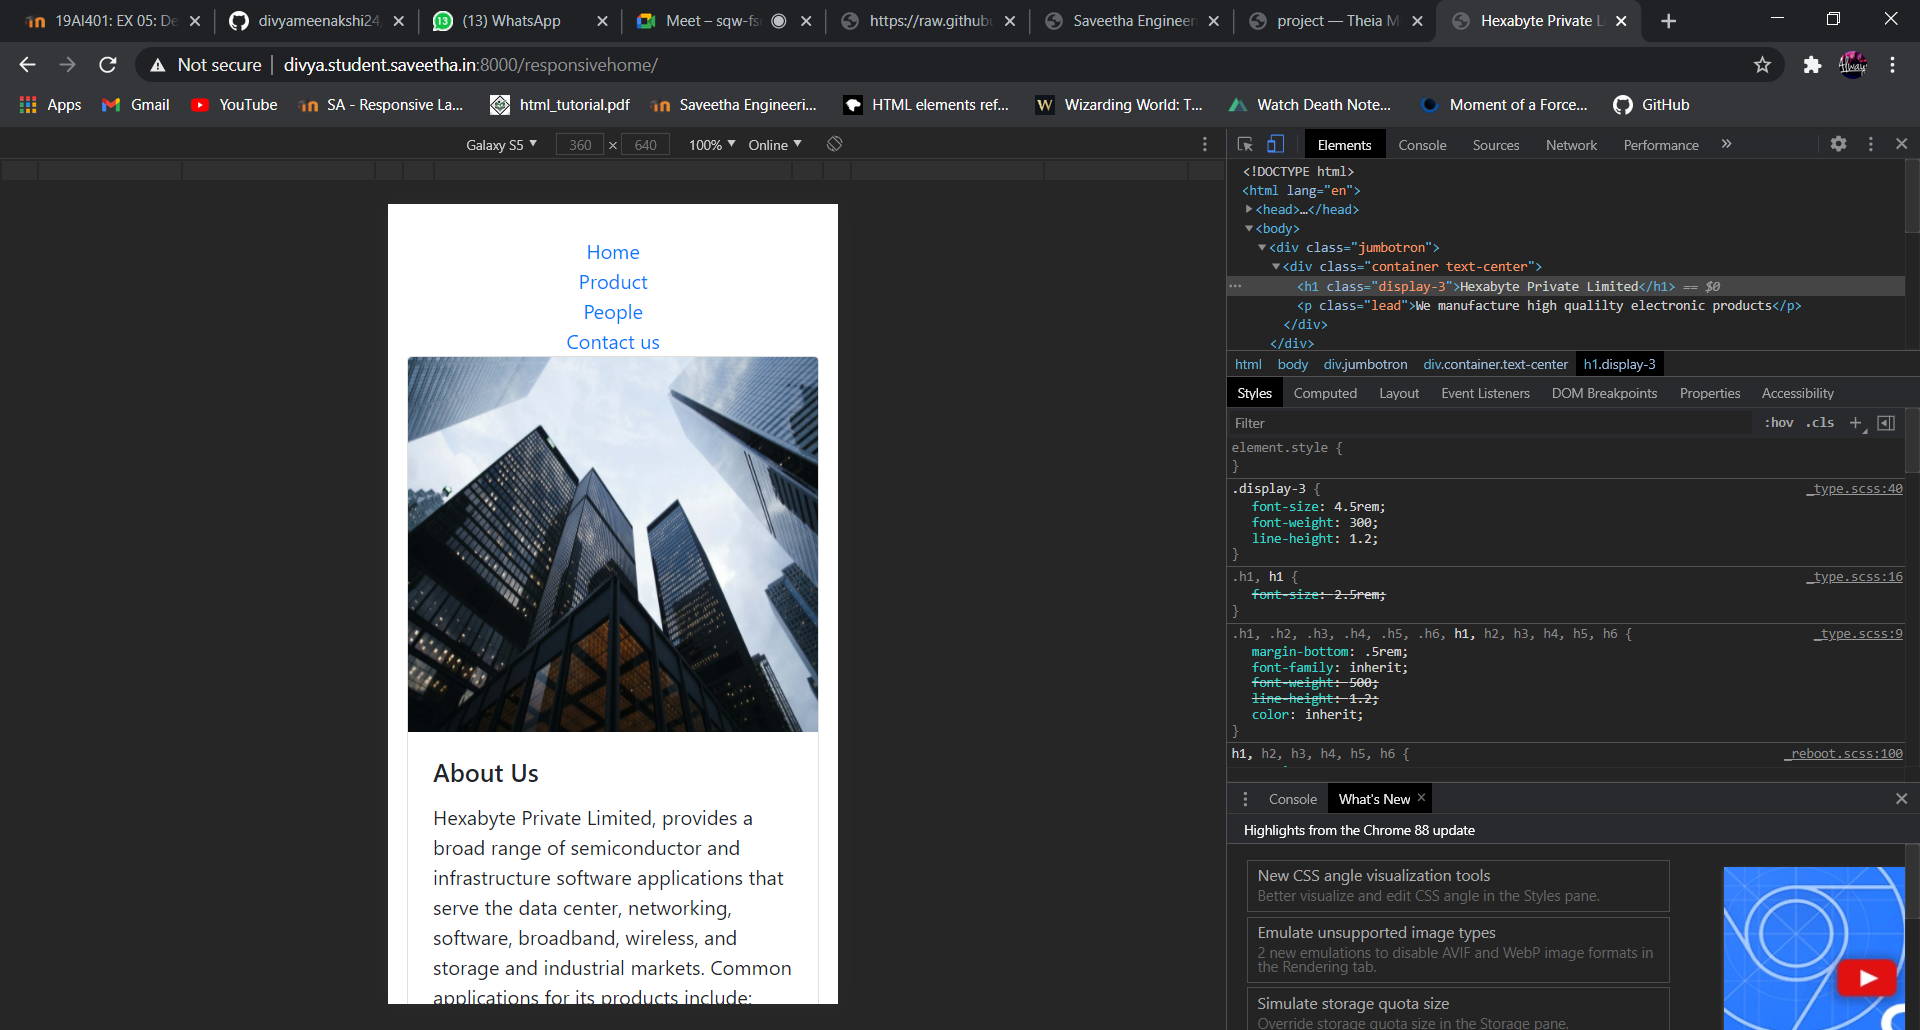 19AI401: EX 05: De
divyameenakshi24
(13) WhatsApp
Meet – sqw-fs
https://raw.githubu
Saveetha Engineer
project — Theia M
Hexabyte Private L
Not secure
divya.student.saveetha.in:8000/responsivehome/
Apps
Gmail
YouTube
SA - Responsive La...
html_tutorial.pdf
Saveetha Engineeri...
HTML elements ref...
Wizarding World: T...
Watch Death Note...
Moment of a Force...
GitHub
Galaxy S5
360 × 640
100%
Online
Home
Product
People
Contact us
About Us
Hexabyte Private Limited, provides a
broad range of semiconductor and
infrastructure software applications that
serve the data center, networking,
software, broadband, wireless, and
storage and industrial markets. Common
applications for its products include:
Elements
Console
Sources
Network
Performance
<!DOCTYPE html>
<html lang="en">
<head>…</head>
<body>
<div class="jumbotron">
<div class="container text-center">
<h1 class="display-3">Hexabyte Private Limited</h1> == $0
<p class="lead">We manufacture high qualilty electronic products</p>
</div>
</div>
html body div.jumbotron div.container.text-center h1.display-3
Styles Computed Layout Event Listeners DOM Breakpoints Properties Accessibility
Filter
:hov .cls +
element.style {
}
.display-3 { _type.scss:40
font-size: 4.5rem;
font-weight: 300;
line-height: 1.2;
}
.h1, h1 { _type.scss:16
font-size: 2.5rem;
}
.h1, .h2, .h3, .h4, .h5, .h6, h1, h2, h3, h4, h5, h6 { _type.scss:9
margin-bottom: .5rem;
font-family: inherit;
font-weight: 500;
line-height: 1.2;
color: inherit;
}
h1, h2, h3, h4, h5, h6 { _reboot.scss:100
Console What's New
Highlights from the Chrome 88 update
New CSS angle visualization tools
Better visualize and edit CSS angle in the Styles pane.
Emulate unsupported image types
2 new emulations to disable AVIF and WebP image formats in
the Rendering tab.
Simulate storage quota size
Override storage quota size in the Storage pane.